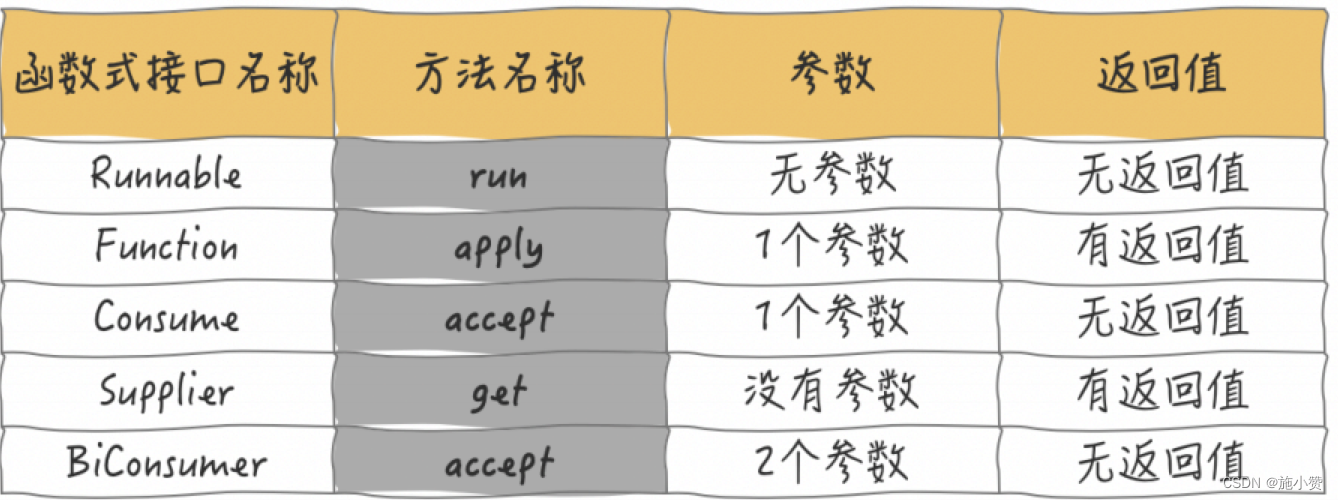 函数式接口名称 方法名称 参数 返回值
Runnable run 无参数 无返回值
Function apply 1个参数 有返回值
Consume accept 1个参数 无返回值
Supplier get 没有参数 有返回值
BiConsumer accept 2个参数 无返回值
CSDN @施小赞